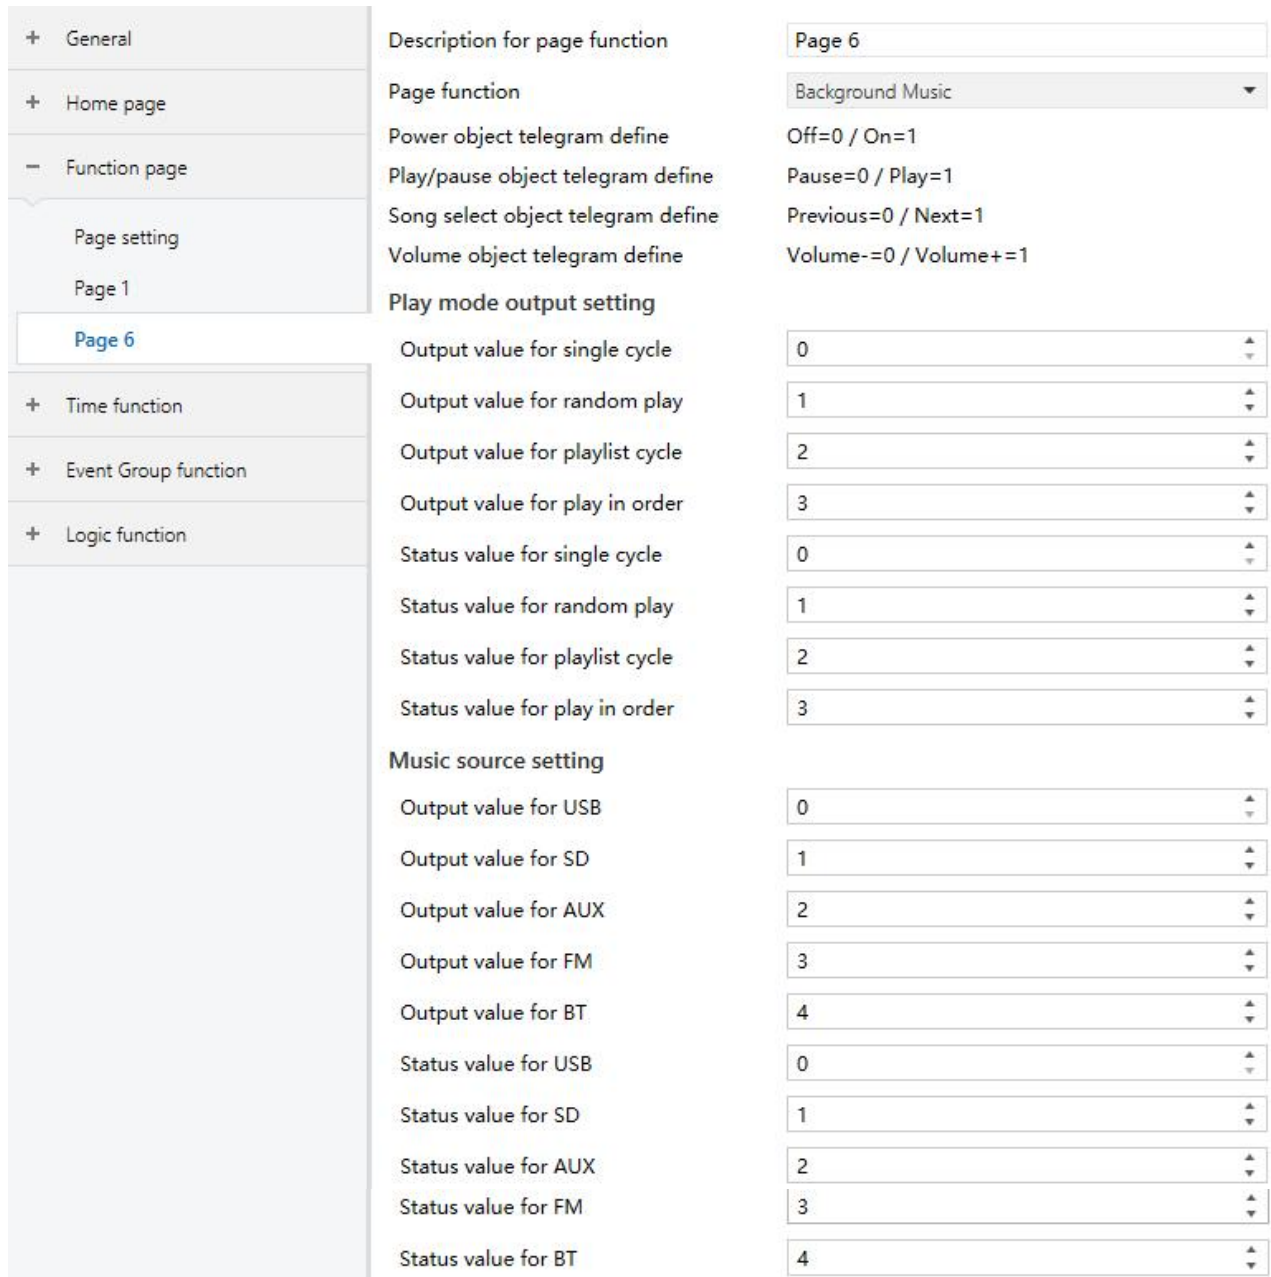 General
Home page
Function page
Page setting
Page 1
Page 6
Time function
Event Group function
Logic function
Description for page function Page 6
Page function Background Music
Power object telegram define Off=0 / On=1
Play/pause object telegram define Pause=0 / Play=1
Song select object telegram define Previous=0 / Next=1
Volume object telegram define Volume-=0 / Volume+=1
Play mode output setting
Output value for single cycle 0
Output value for random play 1
Output value for playlist cycle 2
Output value for play in order 3
Status value for single cycle 0
Status value for random play 1
Status value for playlist cycle 2
Status value for play in order 3
Music source setting
Output value for USB 0
Output value for SD 1
Output value for AUX 2
Output value for FM 3
Output value for BT 4
Status value for USB 0
Status value for SD 1
Status value for AUX 2
Status value for FM 3
Status value for BT 4